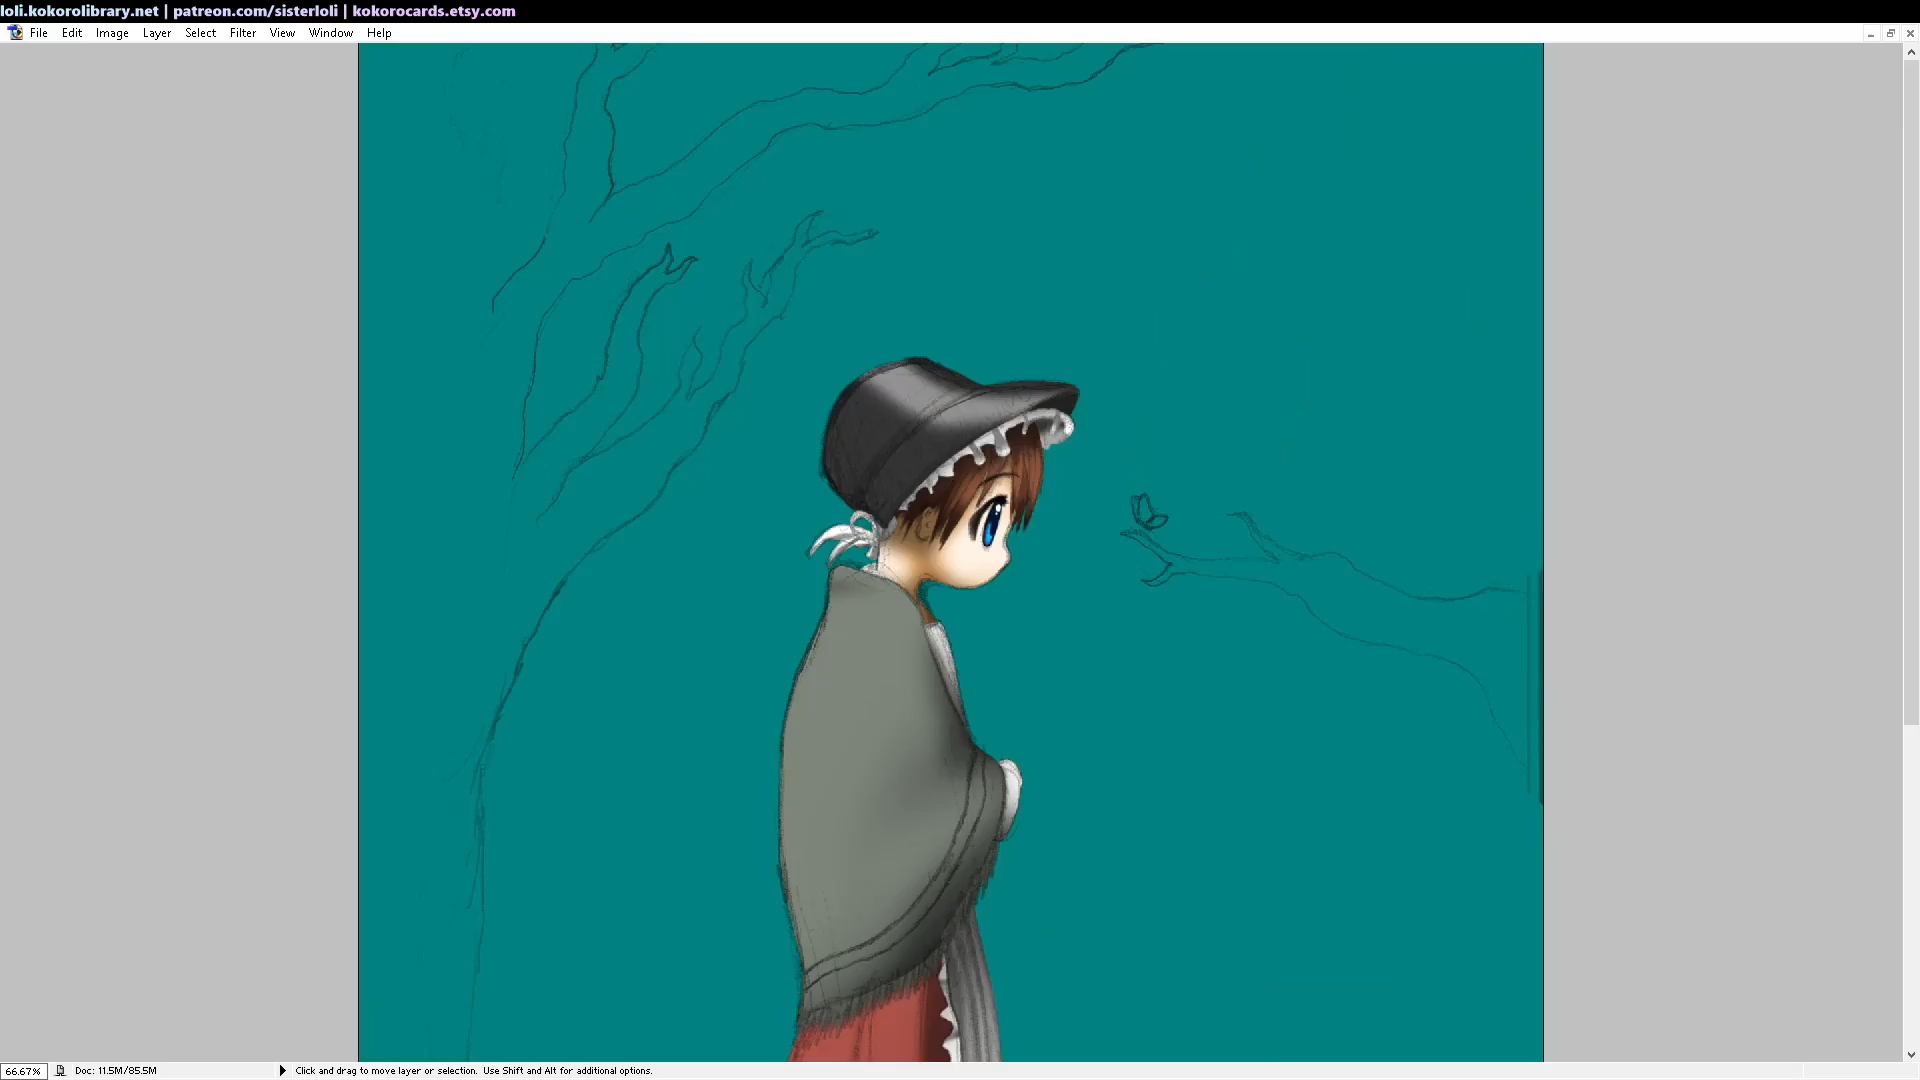 loli.kokorolibrary.net | patreon.com/sisterloli | kokorocards.etsy.com
File Edit Image Layer Select Filter View Window Help
66.67% Doc: 11.5M/85.5M Click and drag to move layer or selection. Use Shift and Alt for additional options.